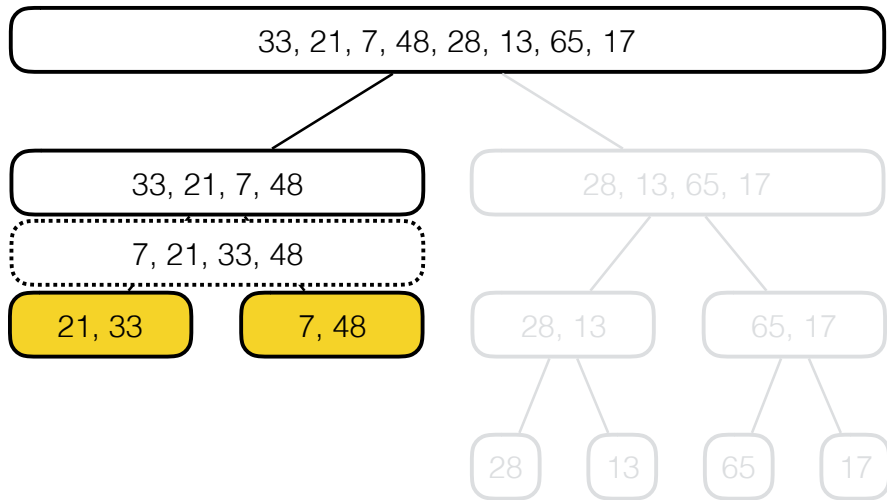 33, 21, 7, 48, 28, 13, 65, 17
33, 21, 7, 48
28, 13, 65, 17
7, 21, 33, 48
21, 33
7, 48
28, 13
65, 17
28
13
65
17